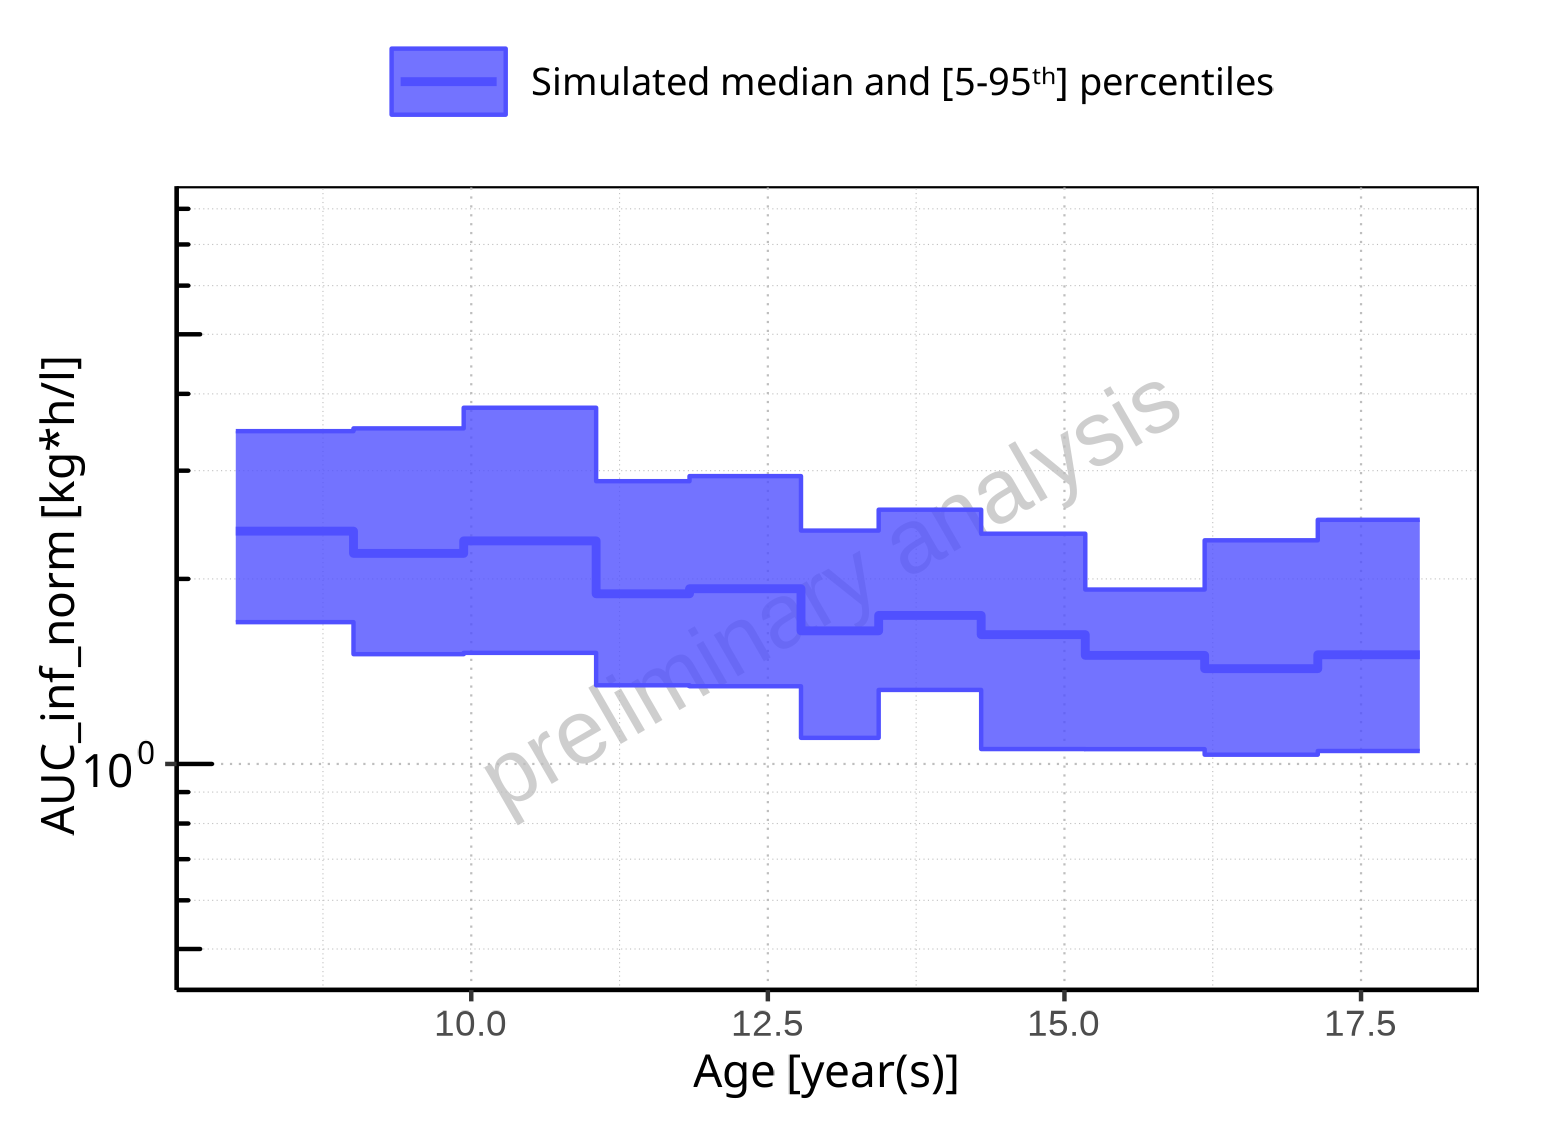 Simulated median and [5-95ᵗʰ] percentiles
AUC_inf_norm [kg*h/l]
10⁰
preliminary analysis
10.0 12.5 15.0 17.5
Age [year(s)]